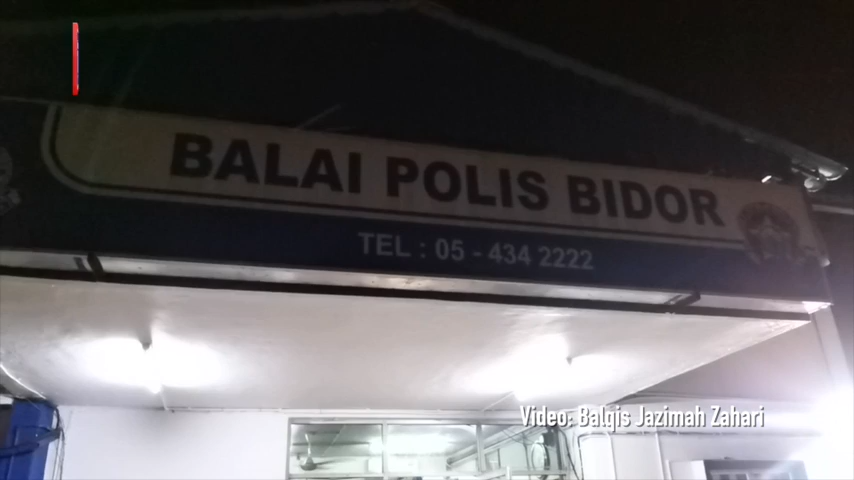 BALAI POLIS BIDOR
TEL : 05 - 434 2222
Video: Balqis Jazimah Zahari